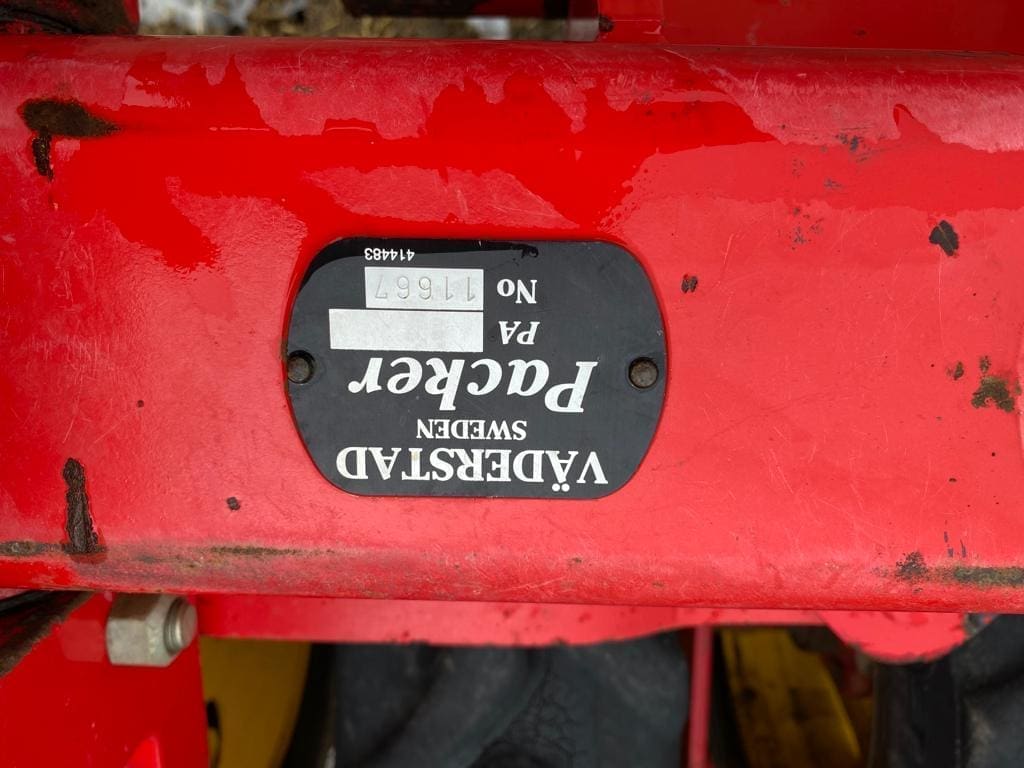 VÄDERSTAD
SWEDEN
Packer
PA
No 11667
414483